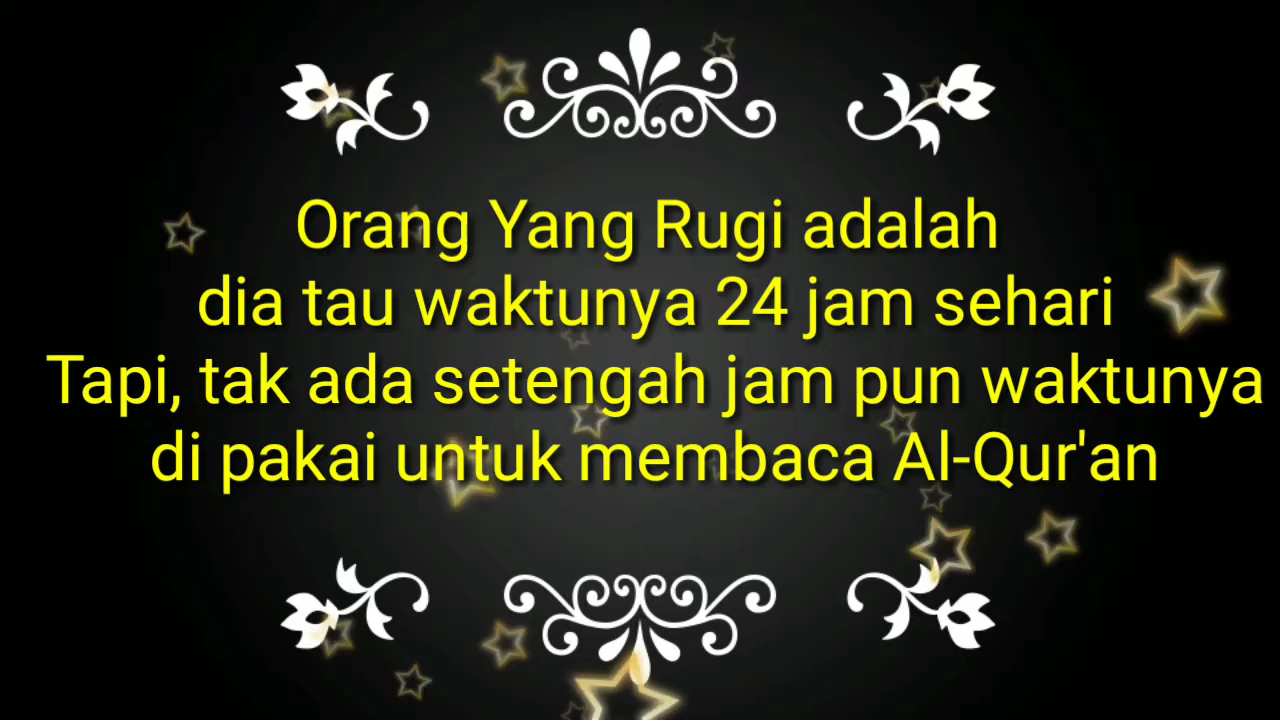 Orang Yang Rugi adalah
dia tau waktunya 24 jam sehari
Tapi, tak ada setengah jam pun waktunya
di pakai untuk membaca Al-Qur'an